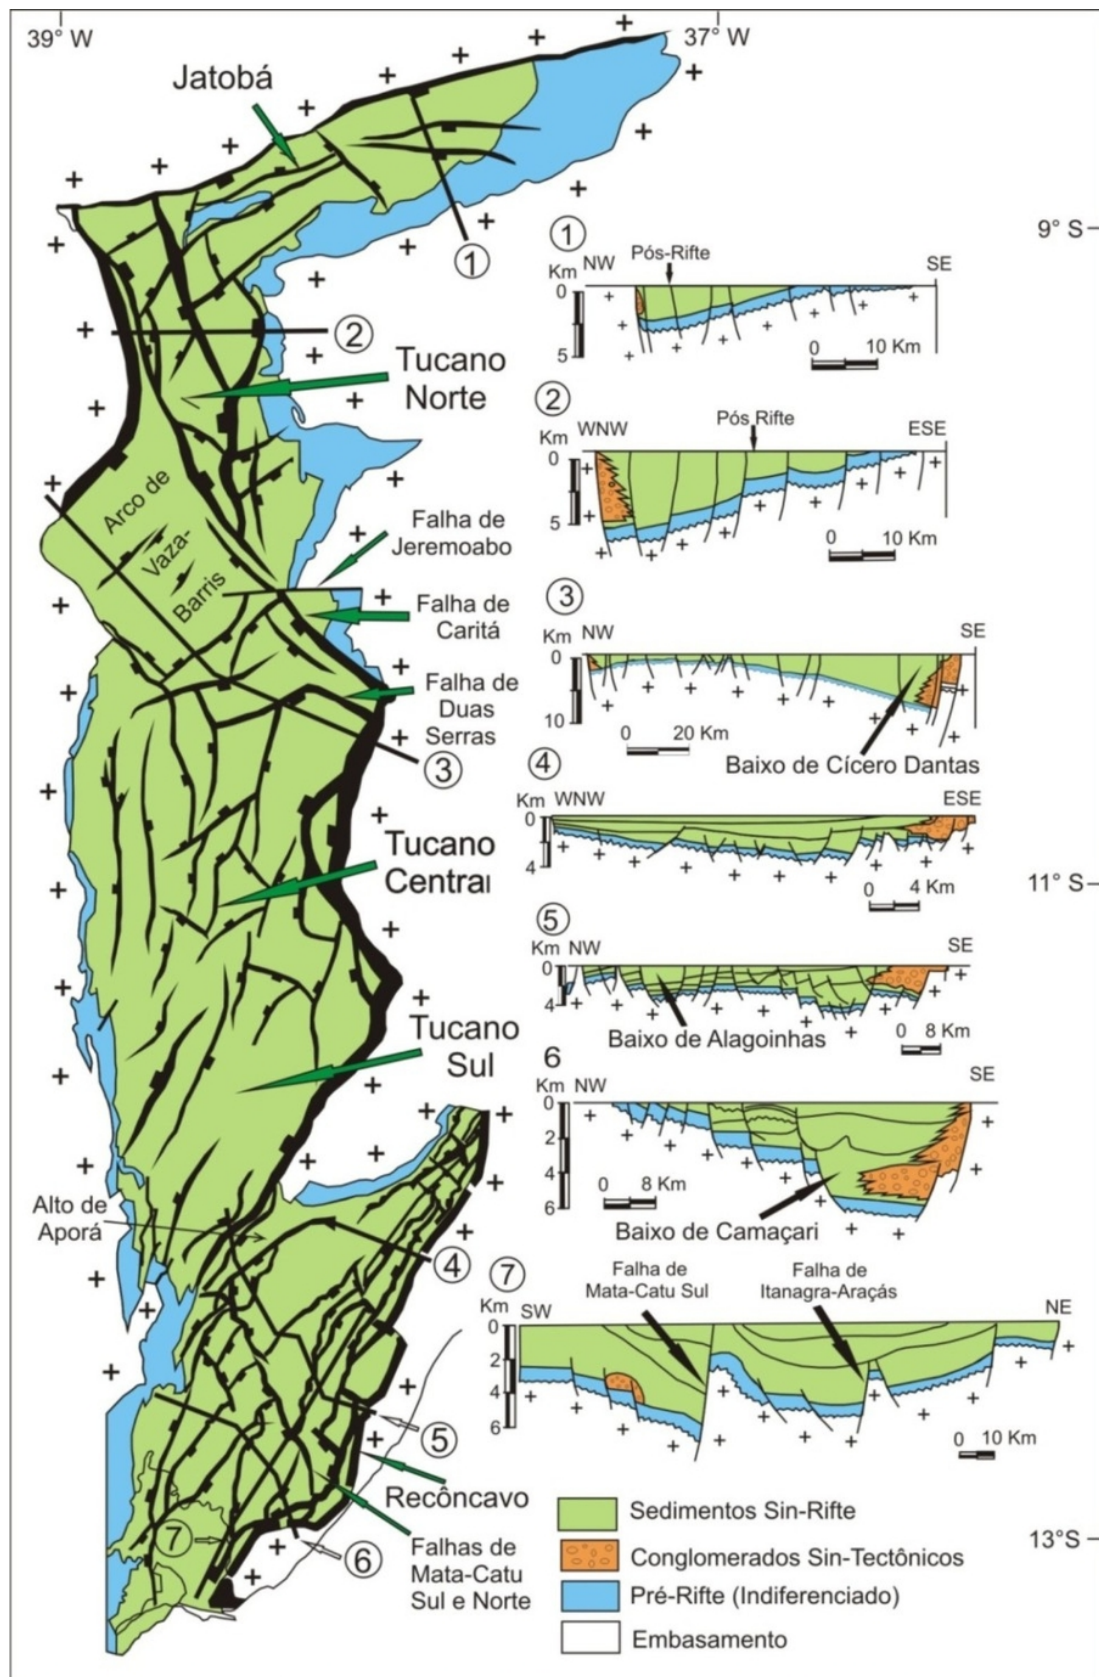 39° W
37° W
Jatobá
1
2
Tucano
Norte
Arco de
Vaza-
Barris
Falha de
Jeremoabo
Falha de
Caritá
Falha de
Duas
Serras
3
Tucano
Central
Tucano
Sul
Alto de
Aporá
4
5
Recôncavo
Falhas de
Mata-Catu
Sul e Norte
6
7
9° S
11° S
13°S
1
Km NW Pós-Rifte SE
0
5
0 10 Km
2
Km WNW Pós Rifte ESE
0
5
0 10 Km
3
Km NW SE
0
10
0 20 Km
Baixo de Cícero Dantas
4
Km WNW ESE
0
4
0 4 Km
5
Km NW SE
0
4
0 8 Km
Baixo de Alagoinhas
6
Km NW SE
0
2
4
6
0 8 Km
Baixo de Camaçari
7
Falha de
Mata-Catu Sul
Falha de
Itanagra-Araçás
Km SW NE
0
2
4
6
0 10 Km
Sedimentos Sin-Rifte
Conglomerados Sin-Tectônicos
Pré-Rifte (Indiferenciado)
Embasamento